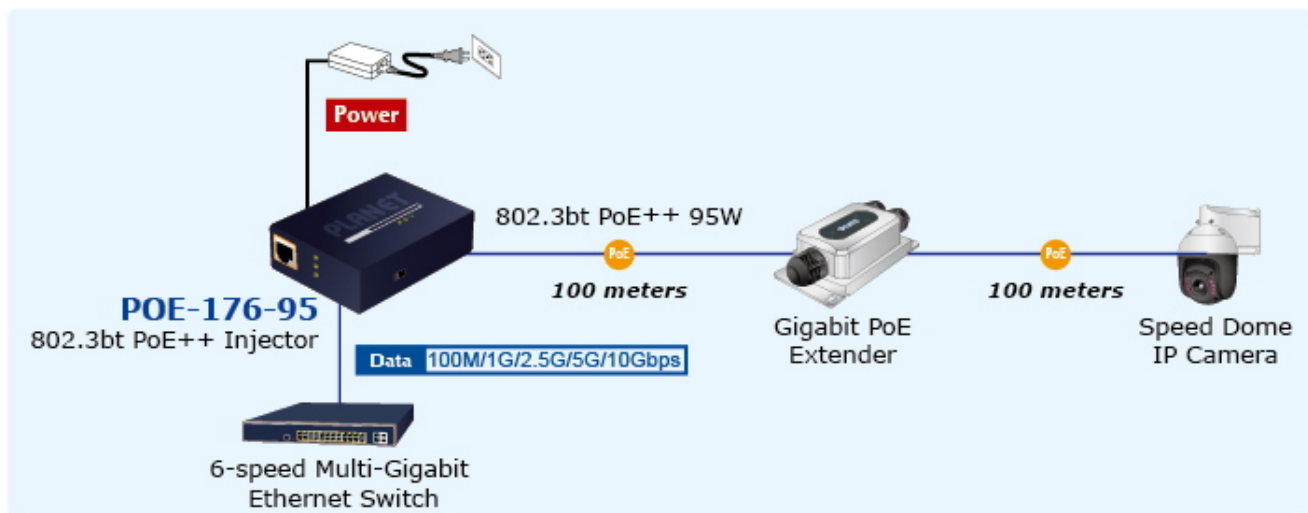 Power
PLANET
802.3bt PoE++ 95W
PoE
PoE
100 meters
100 meters
POE-176-95
802.3bt PoE++ Injector
Gigabit PoE
Extender
Speed Dome
IP Camera
Data 100M/1G/2.5G/5G/10Gbps
6-speed Multi-Gigabit
Ethernet Switch